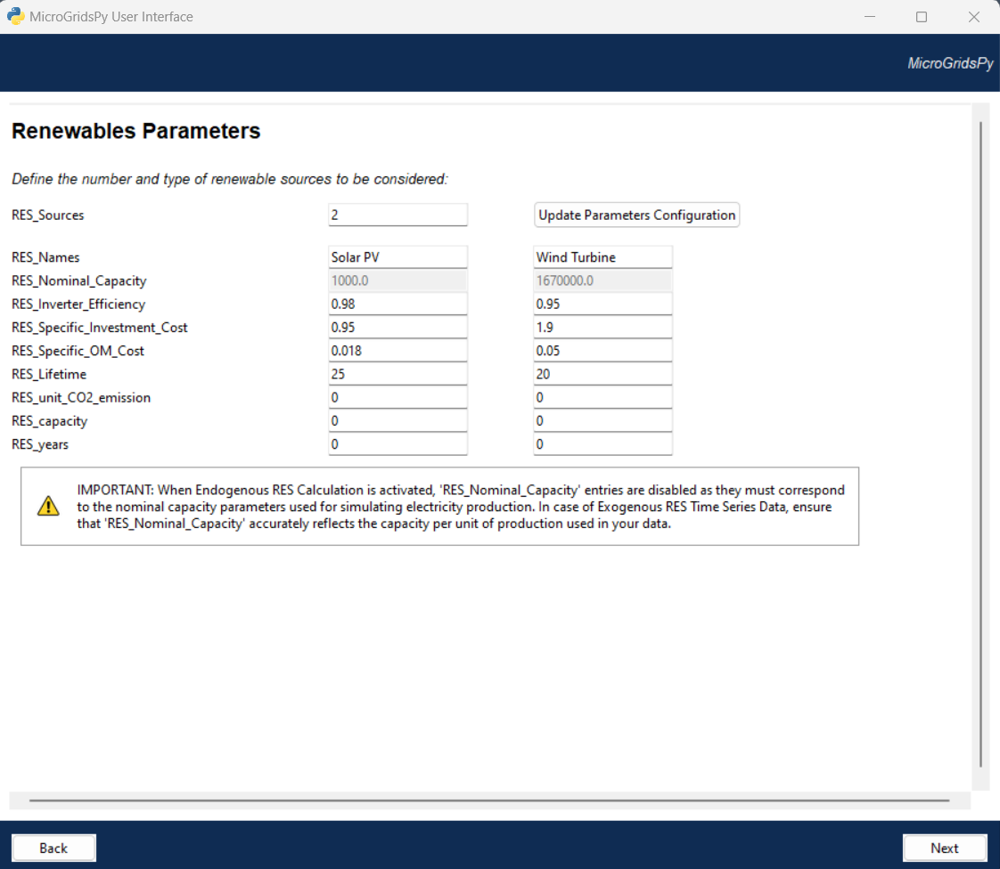 MicroGridsPy User Interface
MicroGridsPy
Renewables Parameters
Define the number and type of renewable sources to be considered:
RES_Sources 2 Update Parameters Configuration
RES_Names Solar PV Wind Turbine
RES_Nominal_Capacity 1000.0 1670000.0
RES_Inverter_Efficiency 0.98 0.95
RES_Specific_Investment_Cost 0.95 1.9
RES_Specific_OM_Cost 0.018 0.05
RES_Lifetime 25 20
RES_unit_CO2_emission 0 0
RES_capacity 0 0
RES_years 0 0
IMPORTANT: When Endogenous RES Calculation is activated, 'RES_Nominal_Capacity' entries are disabled as they must correspond
to the nominal capacity parameters used for simulating electricity production. In case of Exogenous RES Time Series Data, ensure
that 'RES_Nominal_Capacity' accurately reflects the capacity per unit of production used in your data.
Back Next